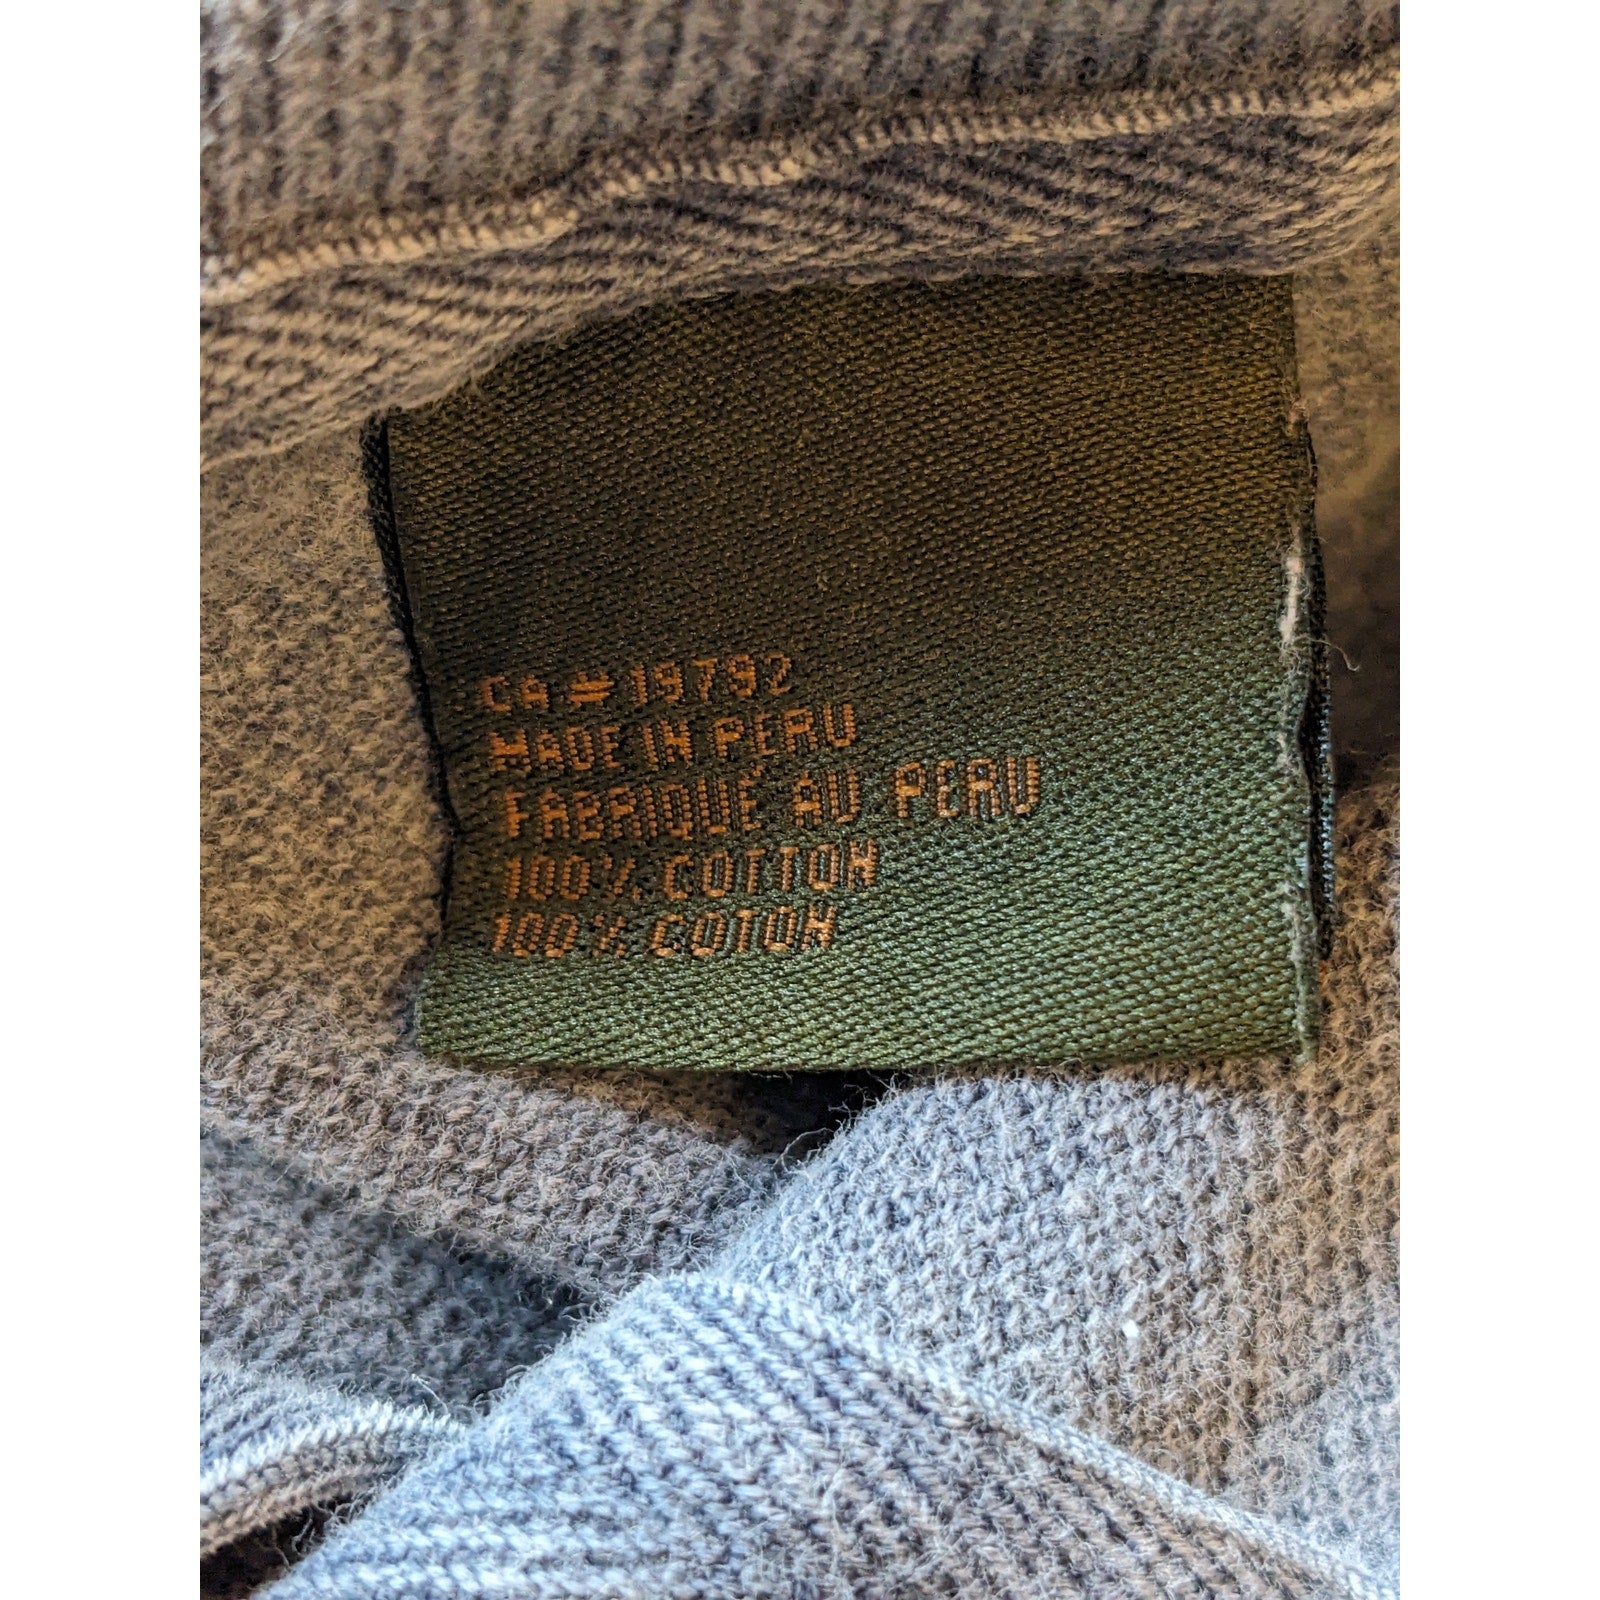 CA # 19792
MADE IN PERU
FABRIQUÉ AU PERU
100% COTTON
100% COTON